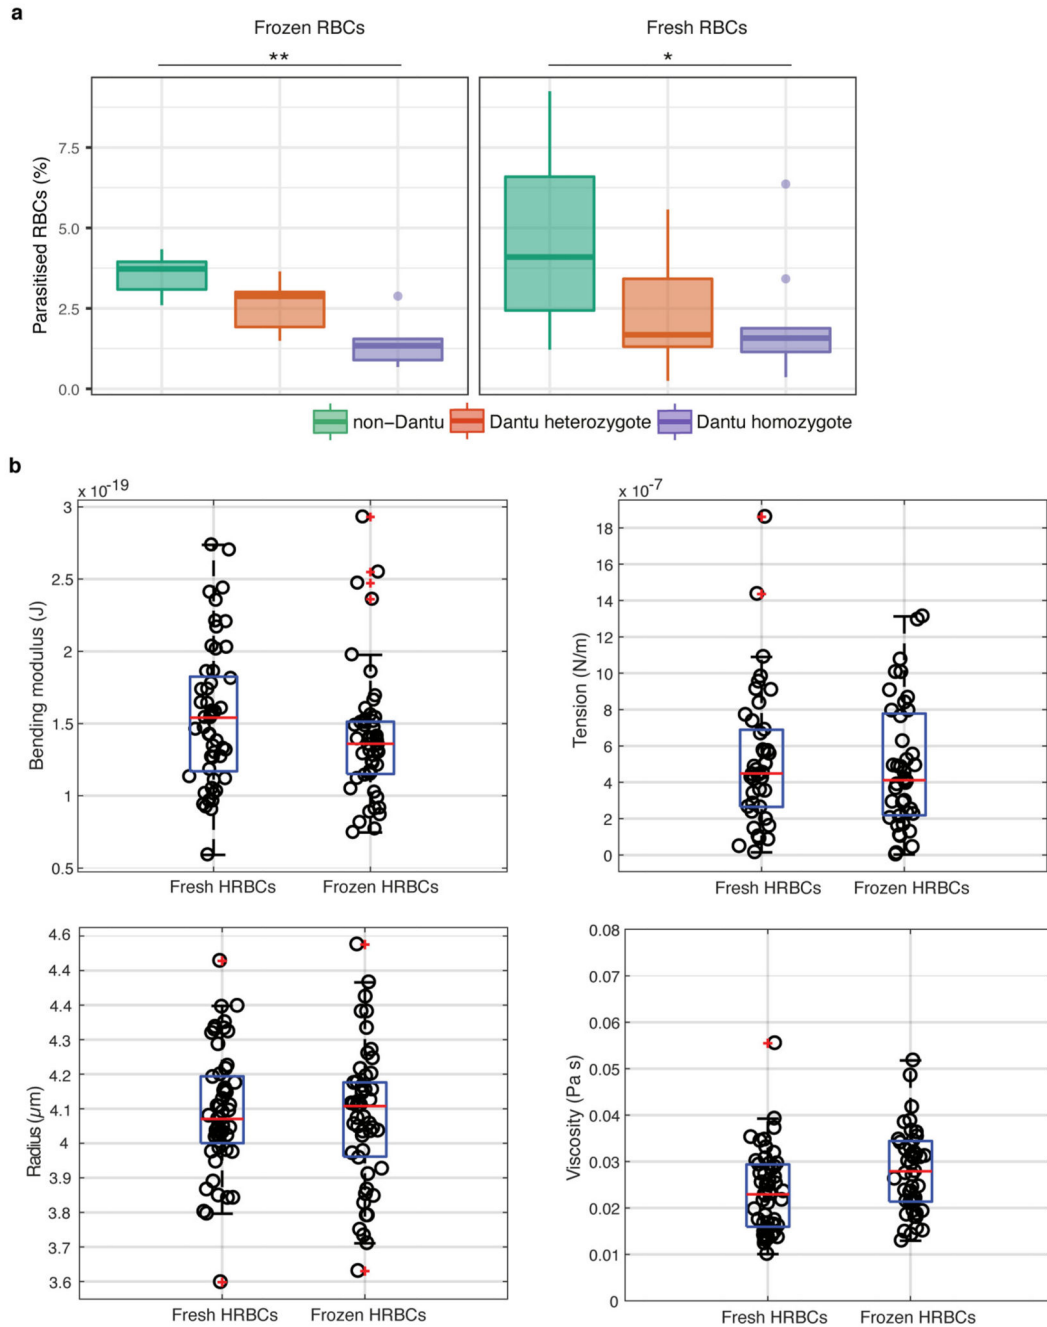 a
Frozen RBCs
Fresh RBCs
**
*
Parasitised RBCs (%)
7.5
5.0
2.5
0.0
non−Dantu
Dantu heterozygote
Dantu homozygote
b
x 10-19
Bending modulus (J)
3
2.5
2
1.5
1
0.5
Fresh HRBCs
Frozen HRBCs
x 10-7
Tension (N/m)
18
16
14
12
10
8
6
4
2
0
Fresh HRBCs
Frozen HRBCs
Radius (µm)
4.6
4.4
4.4
4.3
4.2
4.1
4
3.9
3.8
3.7
3.6
Fresh HRBCs
Frozen HRBCs
Viscosity (Pa s)
0.08
0.07
0.06
0.05
0.04
0.03
0.02
0.01
0
Fresh HRBCs
Frozen HRBCs